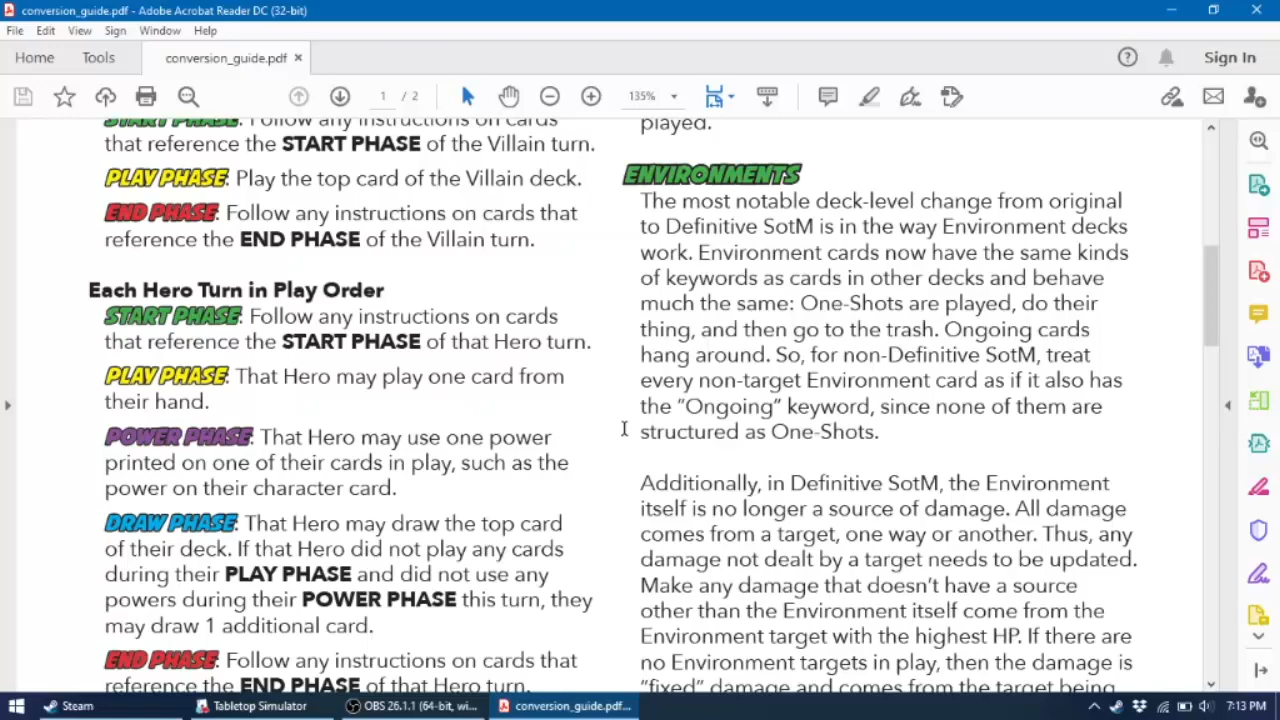 conversion_guide.pdf - Adobe Acrobat Reader DC (32-bit)
File Edit View Sign Window Help
Home Tools conversion_guide.pdf × Sign In
1 / 2 135%
START PHASE: Follow any instructions on cards
that reference the START PHASE of the Villain turn.
PLAY PHASE: Play the top card of the Villain deck.
END PHASE: Follow any instructions on cards that
reference the END PHASE of the Villain turn.
Each Hero Turn in Play Order
START PHASE: Follow any instructions on cards
that reference the START PHASE of that Hero turn.
PLAY PHASE: That Hero may play one card from
their hand.
POWER PHASE: That Hero may use one power
printed on one of their cards in play, such as the
power on their character card.
DRAW PHASE: That Hero may draw the top card
of their deck. If that Hero did not play any cards
during their PLAY PHASE and did not use any
powers during their POWER PHASE this turn, they
may draw 1 additional card.
END PHASE: Follow any instructions on cards that
reference the END PHASE of that Hero turn.
played.
ENVIRONMENTS
The most notable deck-level change from original
to Definitive SotM is in the way Environment decks
work. Environment cards now have the same kinds
of keywords as cards in other decks and behave
much the same: One-Shots are played, do their
thing, and then go to the trash. Ongoing cards
hang around. So, for non-Definitive SotM, treat
every non-target Environment card as if it also has
the “Ongoing” keyword, since none of them are
structured as One-Shots.
Additionally, in Definitive SotM, the Environment
itself is no longer a source of damage. All damage
comes from a target, one way or another. Thus, any
damage not dealt by a target needs to be updated.
Make any damage that doesn’t have a source
other than the Environment itself come from the
Environment target with the highest HP. If there are
no Environment targets in play, then the damage is
“fixed” damage and comes from the target being
Steam Tabletop Simulator OBS 26.1.1 (64-bit, wi... conversion_guide.pdf... 7:13 PM